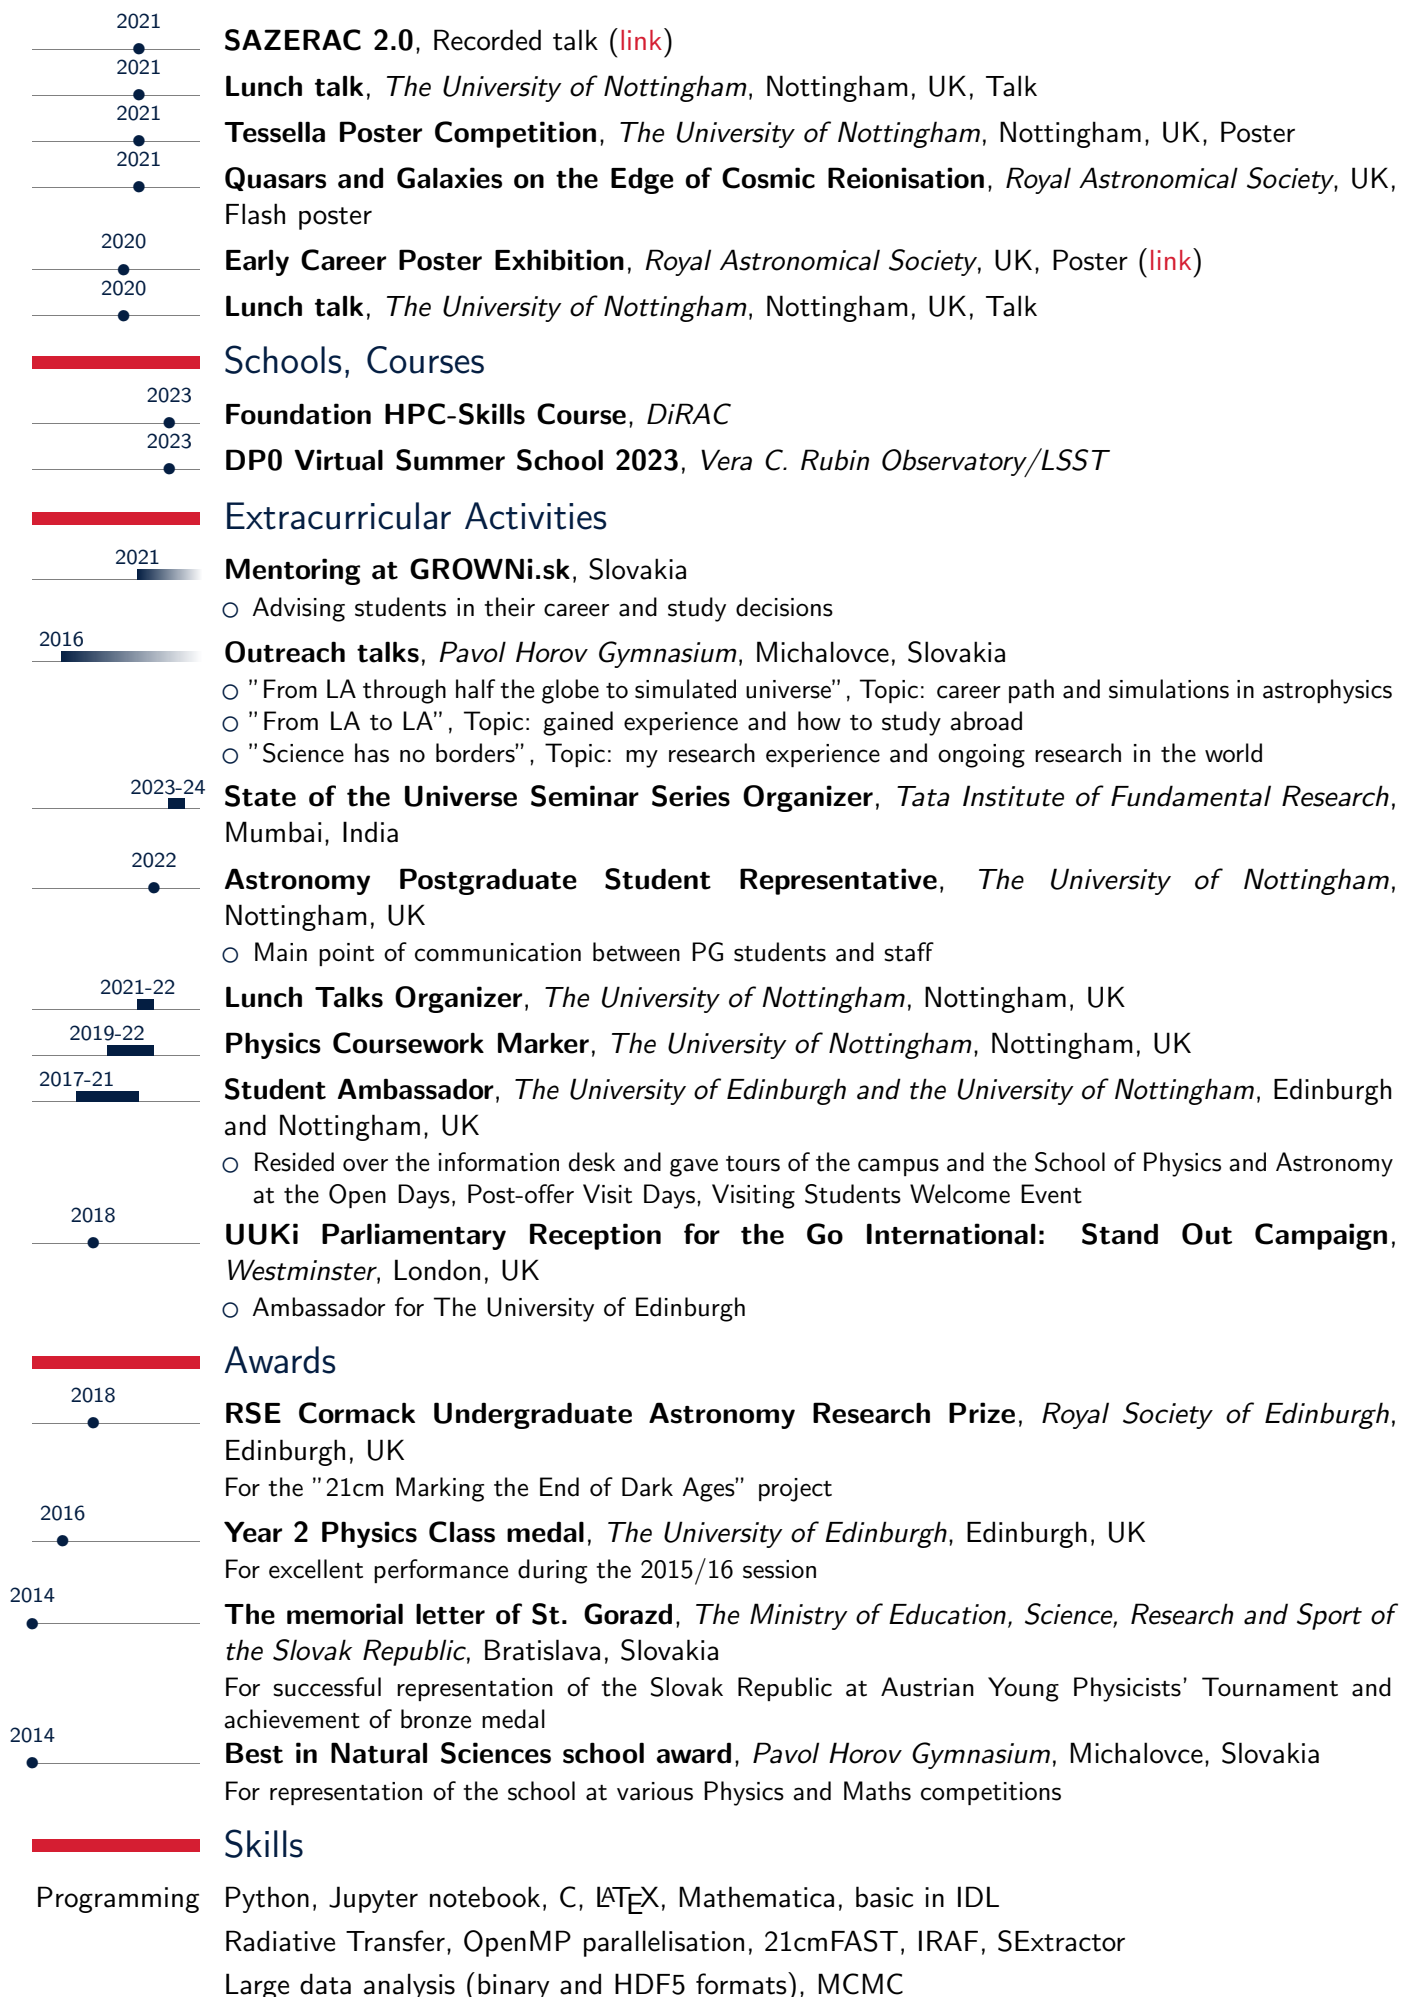 2021
SAZERAC 2.0, Recorded talk (link)
2021
Lunch talk, The University of Nottingham, Nottingham, UK, Talk
2021
Tessella Poster Competition, The University of Nottingham, Nottingham, UK, Poster
2021
Quasars and Galaxies on the Edge of Cosmic Reionisation, Royal Astronomical Society, UK,
Flash poster
2020
Early Career Poster Exhibition, Royal Astronomical Society, UK, Poster (link)
2020
Lunch talk, The University of Nottingham, Nottingham, UK, Talk
Schools, Courses
2023
Foundation HPC-Skills Course, DiRAC
2023
DP0 Virtual Summer School 2023, Vera C. Rubin Observatory/LSST
Extracurricular Activities
2021
Mentoring at GROWNi.sk, Slovakia
○ Advising students in their career and study decisions
2016
Outreach talks, Pavol Horov Gymnasium, Michalovce, Slovakia
○ ”From LA through half the globe to simulated universe”, Topic: career path and simulations in astrophysics
○ ”From LA to LA”, Topic: gained experience and how to study abroad
○ ”Science has no borders”, Topic: my research experience and ongoing research in the world
2023-24
State of the Universe Seminar Series Organizer, Tata Institute of Fundamental Research,
Mumbai, India
2022
Astronomy Postgraduate Student Representative, The University of Nottingham,
Nottingham, UK
○ Main point of communication between PG students and staff
2021-22
Lunch Talks Organizer, The University of Nottingham, Nottingham, UK
2019-22
Physics Coursework Marker, The University of Nottingham, Nottingham, UK
2017-21
Student Ambassador, The University of Edinburgh and the University of Nottingham, Edinburgh
and Nottingham, UK
○ Resided over the information desk and gave tours of the campus and the School of Physics and Astronomy
at the Open Days, Post-offer Visit Days, Visiting Students Welcome Event
2018
UUKi Parliamentary Reception for the Go International: Stand Out Campaign,
Westminster, London, UK
○ Ambassador for The University of Edinburgh
Awards
2018
RSE Cormack Undergraduate Astronomy Research Prize, Royal Society of Edinburgh,
Edinburgh, UK
For the ”21cm Marking the End of Dark Ages” project
2016
Year 2 Physics Class medal, The University of Edinburgh, Edinburgh, UK
For excellent performance during the 2015/16 session
2014
The memorial letter of St. Gorazd, The Ministry of Education, Science, Research and Sport of
the Slovak Republic, Bratislava, Slovakia
For successful representation of the Slovak Republic at Austrian Young Physicists’ Tournament and
achievement of bronze medal
2014
Best in Natural Sciences school award, Pavol Horov Gymnasium, Michalovce, Slovakia
For representation of the school at various Physics and Maths competitions
Skills
Programming Python, Jupyter notebook, C, LATEX, Mathematica, basic in IDL
Radiative Transfer, OpenMP parallelisation, 21cmFAST, IRAF, SExtractor
Large data analysis (binary and HDF5 formats), MCMC